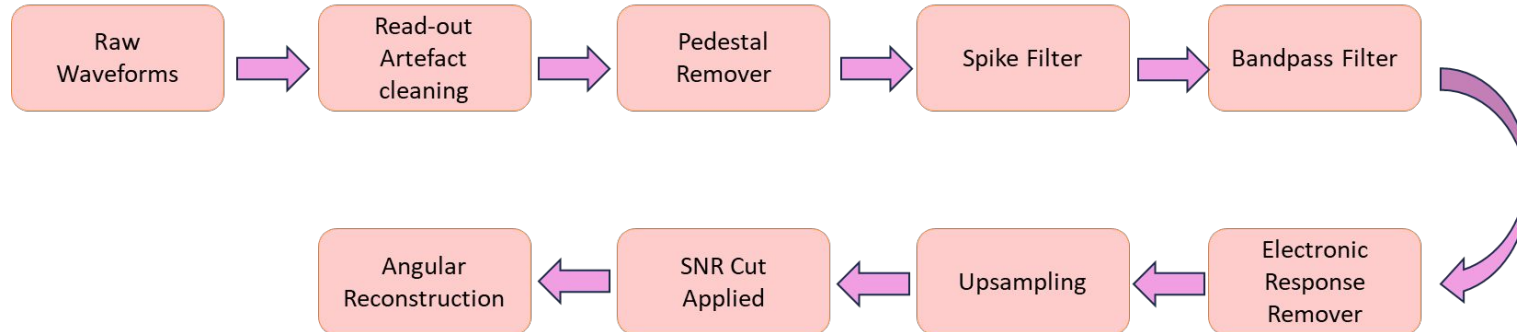 Raw
Waveforms
Read-out
Artefact
cleaning
Pedestal
Remover
Spike Filter
Bandpass Filter
Electronic
Response
Remover
Upsampling
SNR Cut
Applied
Angular
Reconstruction